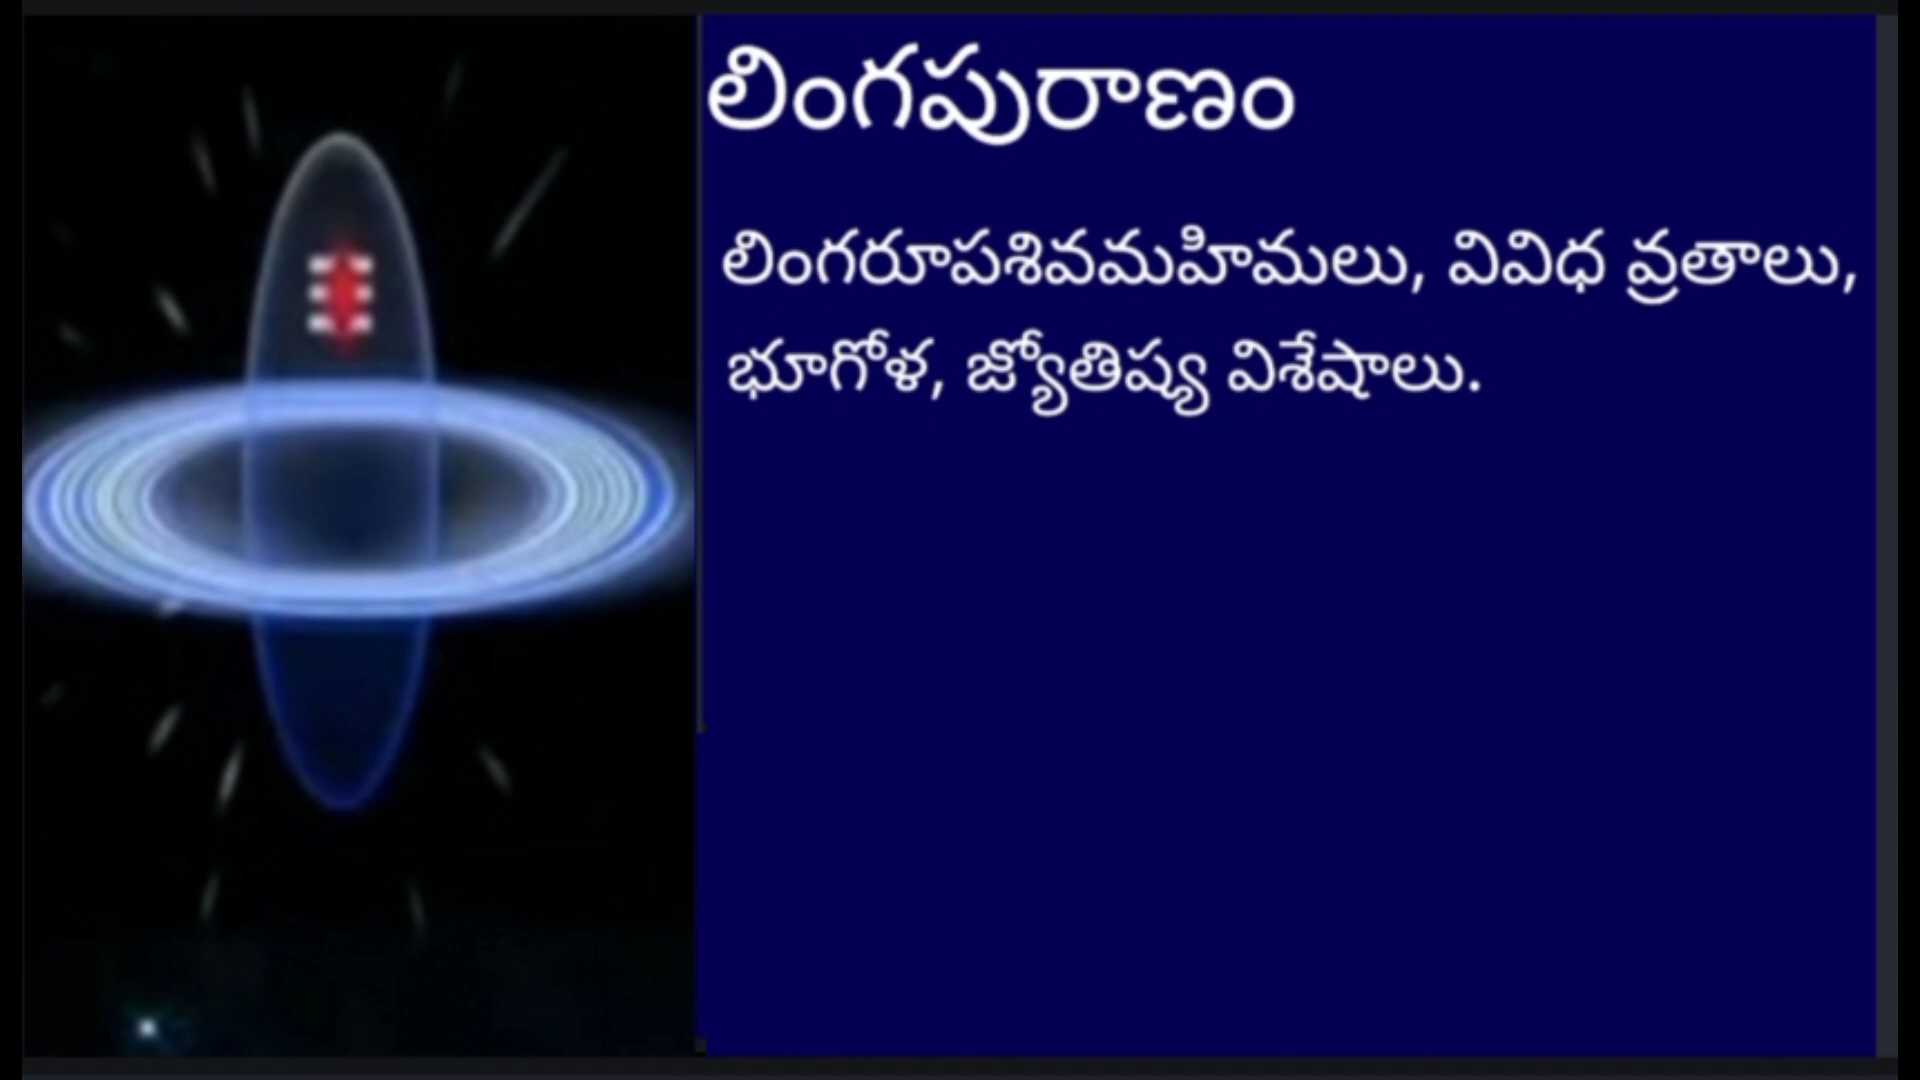 లింగపురాణం
లింగరూపశివమహిమలు, వివిధ వ్రతాలు,
భూగోళ, జ్యోతిష్య విశేషాలు.